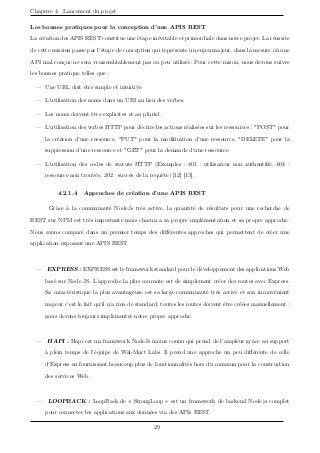 Chapitre 4. Lancement du projet
Les bonnes pratiques pour la conception d'une APIS REST
La création des APIS REST constitue une étape inévitable et primordiale dans notre projet. La réussite
de cette mission passe par l'étape de conception qui représente un enjeu majeur, dans la mesure où une
API mal conçue ne sera vraisemblablement pas ou peu utilisée. Pour cette raison, nous devons suivre
les bonnes pratique telles que :
— Une URL doit être simple et intuitive.
— L'utilisation des noms dans un URI au lieu des verbes.
— Les noms doivent être explicites et au pluriel.
— L'utilisation des verbes HTTP pour décrire les actions réalisées sur les ressources : "POST" pour
la création d'une ressource, "PUT" pour la modification d'une ressource, "DELETE" pour la
suppression d'une ressource et "GET" pour la demande d'une ressource.
— L'utilisation des codes de statuts HTTP (Exemples : 401 : utilisateur non authentifié, 404 :
ressource non trouvée, 202 : succès de la requête) [12] [13].
4.2.1.4 Approches de création d'une APIS REST
Grâce à la communauté NodeJs très active, la quantité de résultats pour une recherche de
REST sur NPM est très importante mais chacun a sa propre implémentation et sa propre approche.
Nous avons comparé dans un premier temps des différentes approches qui permettent de créer une
application exposant une APIS REST.
— EXPRESS : EXPRESS est le framework standard pour le développement des applications Web
basé sur Node JS. L'approche la plus courante est de simplement créer des routes avec Express.
Sa caractéristique la plus avantageuse est sa large communauté très active et son inconvénient
majeur c'est le fait qu'il n'a rien de standard, toutes les routes doivent être créées manuellement :
nous devons toujours implémenter notre propre approche.
— HAPI : Hapi est un framework NodeJs moins connu qui prend de l'ampleur grâce au support
à plein temps de l'équipe de Wal-Mart Labs. Il prend une approche un peu différente de celle
d'Express en fournissant beaucoup plus de fonctionnalités hors du commun pour la construction
des services Web.
— LOOPBACK : LoopBack de « StrongLoop » est un framework de backend Node.js complet
pour connecter les applications aux données via des APIs REST.
29